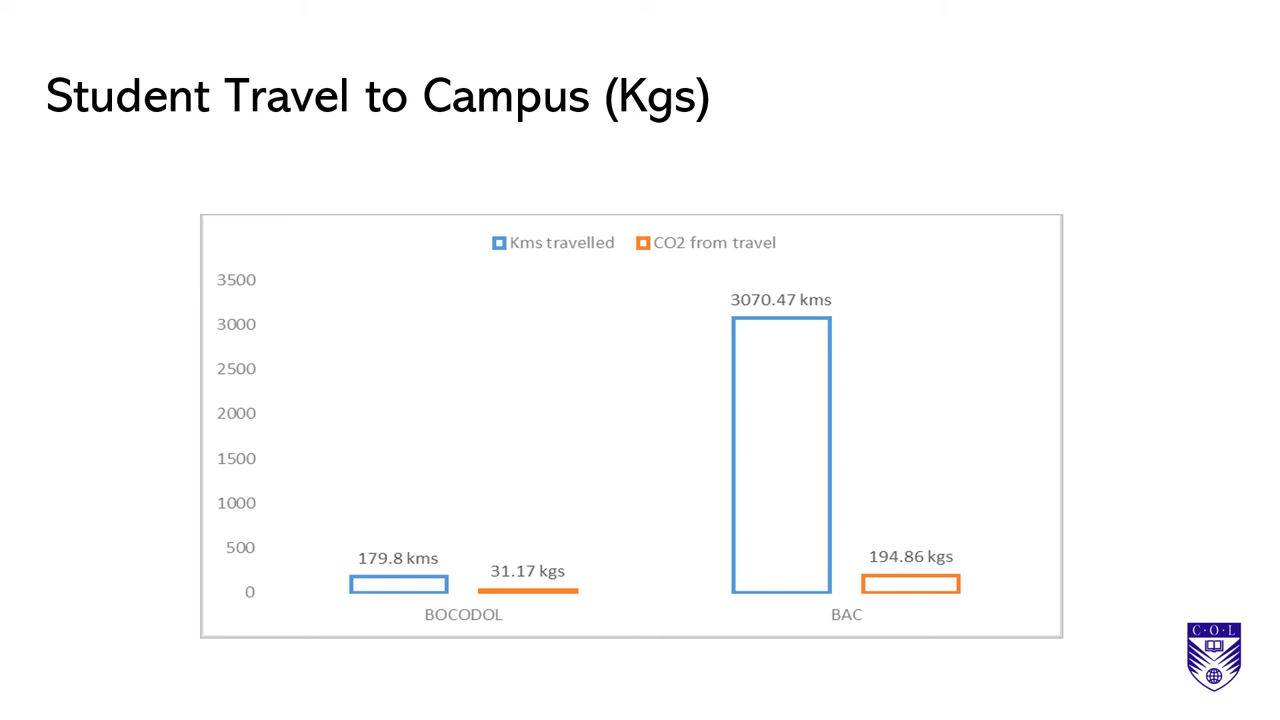 Student Travel to Campus (Kgs)
Kms travelled CO2 from travel
3500
3000
2500
2000
1500
1000
500
0
3070.47 kms
179.8 kms
31.17 kgs
194.86 kgs
BOCODOL BAC
C·O·L